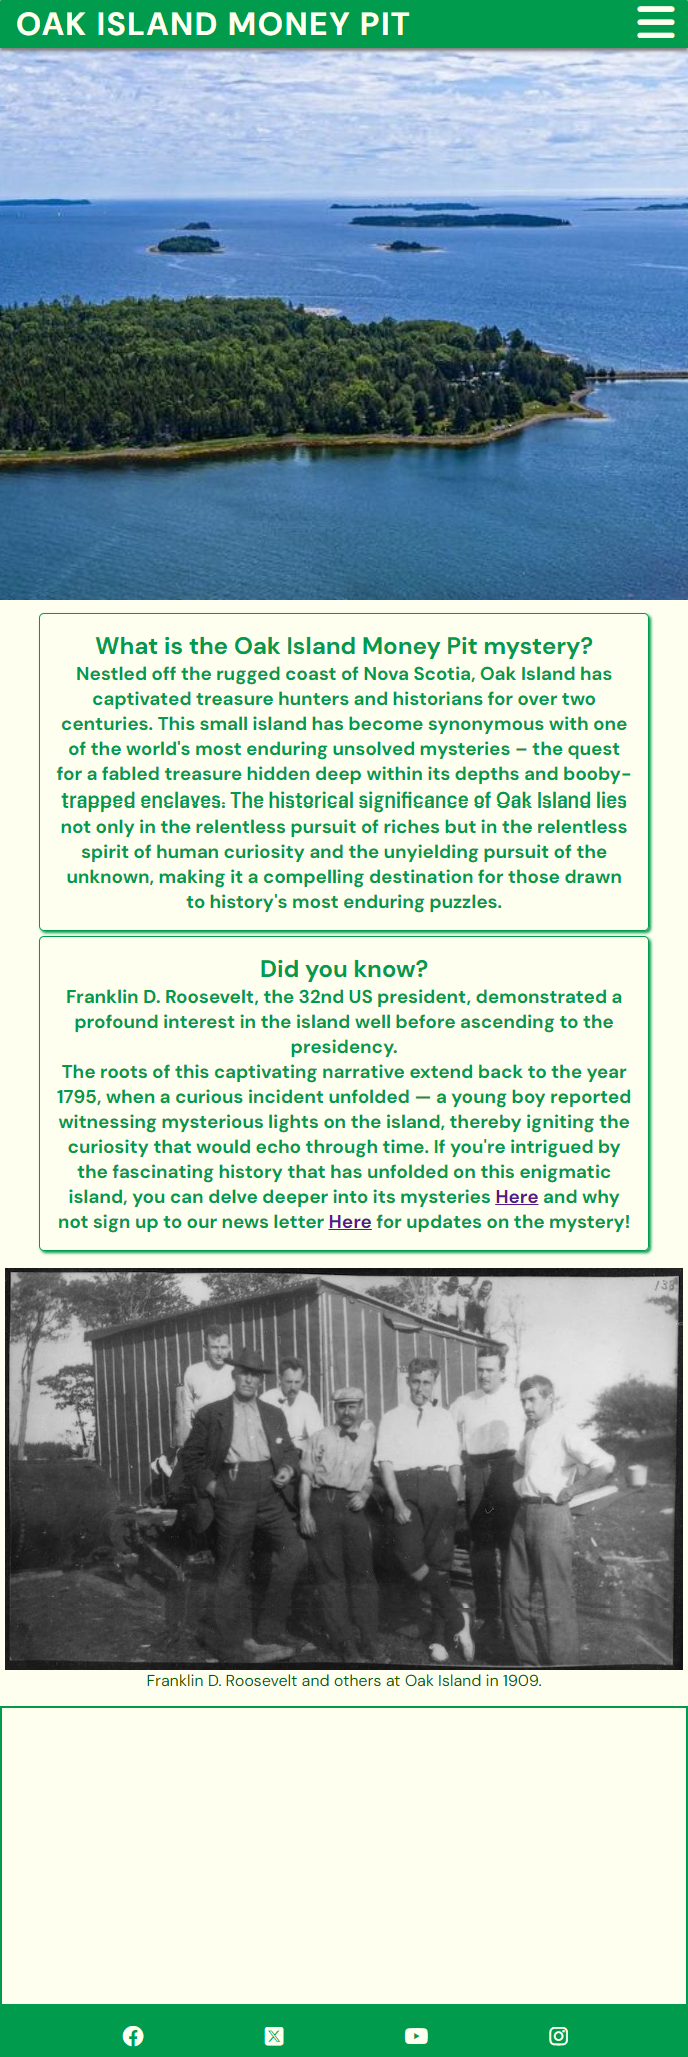 OAK ISLAND MONEY PIT
What is the Oak Island Money Pit mystery?
Nestled off the rugged coast of Nova Scotia, Oak Island has
captivated treasure hunters and historians for over two
centuries. This small island has become synonymous with one
of the world's most enduring unsolved mysteries – the quest
for a fabled treasure hidden deep within its depths and booby-
trapped enclaves. The historical significance of Oak Island lies
not only in the relentless pursuit of riches but in the relentless
spirit of human curiosity and the unyielding pursuit of the
unknown, making it a compelling destination for those drawn
to history's most enduring puzzles.
Did you know?
Franklin D. Roosevelt, the 32nd US president, demonstrated a
profound interest in the island well before ascending to the
presidency.
The roots of this captivating narrative extend back to the year
1795, when a curious incident unfolded — a young boy reported
witnessing mysterious lights on the island, thereby igniting the
curiosity that would echo through time. If you're intrigued by
the fascinating history that has unfolded on this enigmatic
island, you can delve deeper into its mysteries Here and why
not sign up to our news letter Here for updates on the mystery!
Franklin D. Roosevelt and others at Oak Island in 1909.